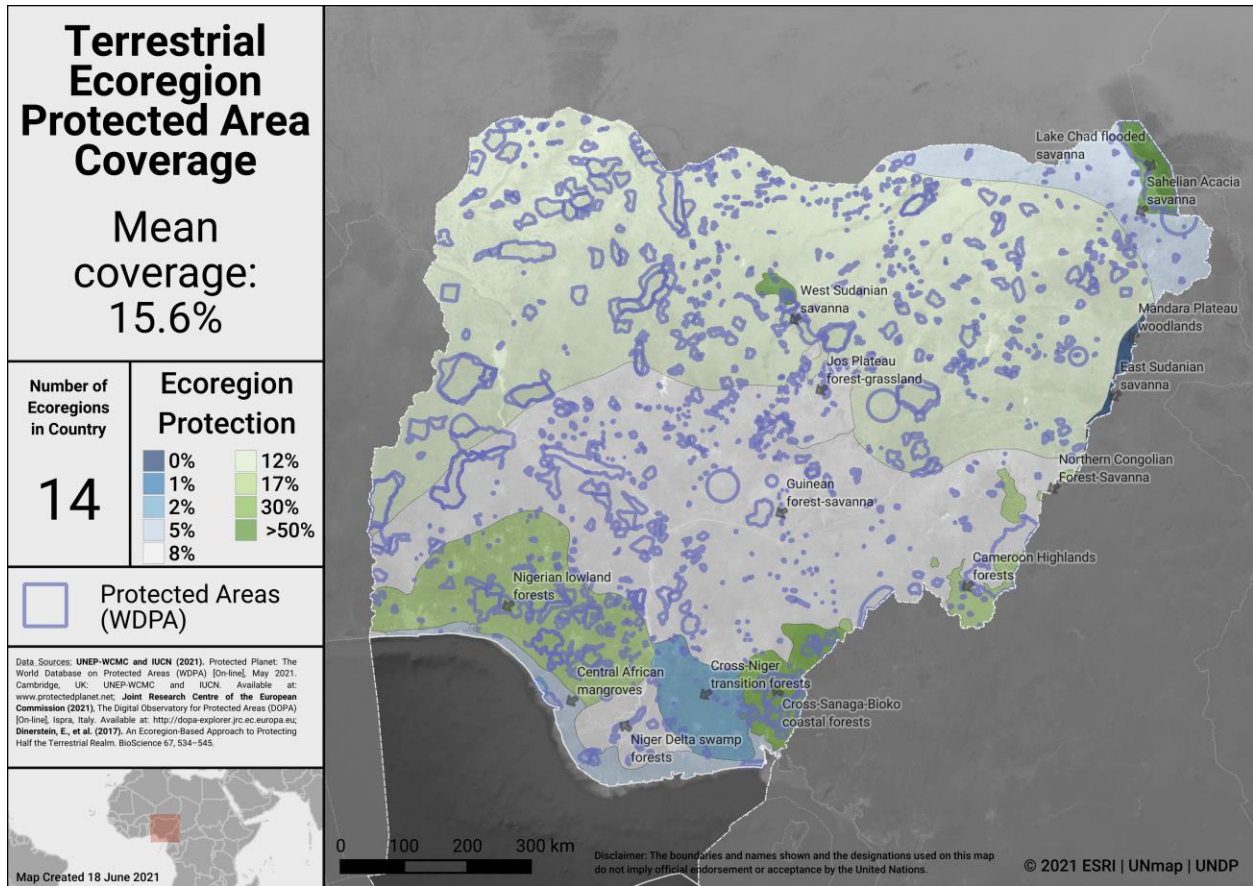 Terrestrial
Ecoregion
Protected Area
Coverage
Mean
coverage:
15.6%
Number of
Ecoregions
in Country
14
Ecoregion
Protection
0%
1%
2%
5%
8%
12%
17%
30%
>50%
Protected Areas
(WDPA)
Data Sources: UNEP-WCMC and IUCN (2021). Protected Planet: The
World Database on Protected Areas (WDPA) [On-line], May 2021.
Cambridge, UK: UNEP-WCMC and IUCN. Available at:
www.protectedplanet.net; Joint Research Centre of the European
Commission (2021), The Digital Observatory for Protected Areas (DOPA)
[On-line], Ispra, Italy. Available at: http://dopa-explorer.jrc.ec.europa.eu;
Dinerstein, E., et al. (2017). An Ecoregion-Based Approach to Protecting
Half the Terrestrial Realm. BioScience 67, 534–545.
Map Created 18 June 2021
Lake Chad flooded
savanna
Sahelian Acacia
savanna
West Sudanian
savanna
Mandara Plateau
woodlands
Jos Plateau
forest-grassland
East Sudanian
savanna
Northern Congolian
Forest-Savanna
Guinean
forest-savanna
Cameroon Highlands
forests
Nigerian lowland
forests
Central African
mangroves
Cross-Niger
transition forests
Cross-Sanaga-Bioko
coastal forests
Niger Delta swamp
forests
0 100 200 300 km
Disclaimer: The boundaries and names shown and the designations used on this map
do not imply official endorsement or acceptance by the United Nations.
© 2021 ESRI | UNmap | UNDP